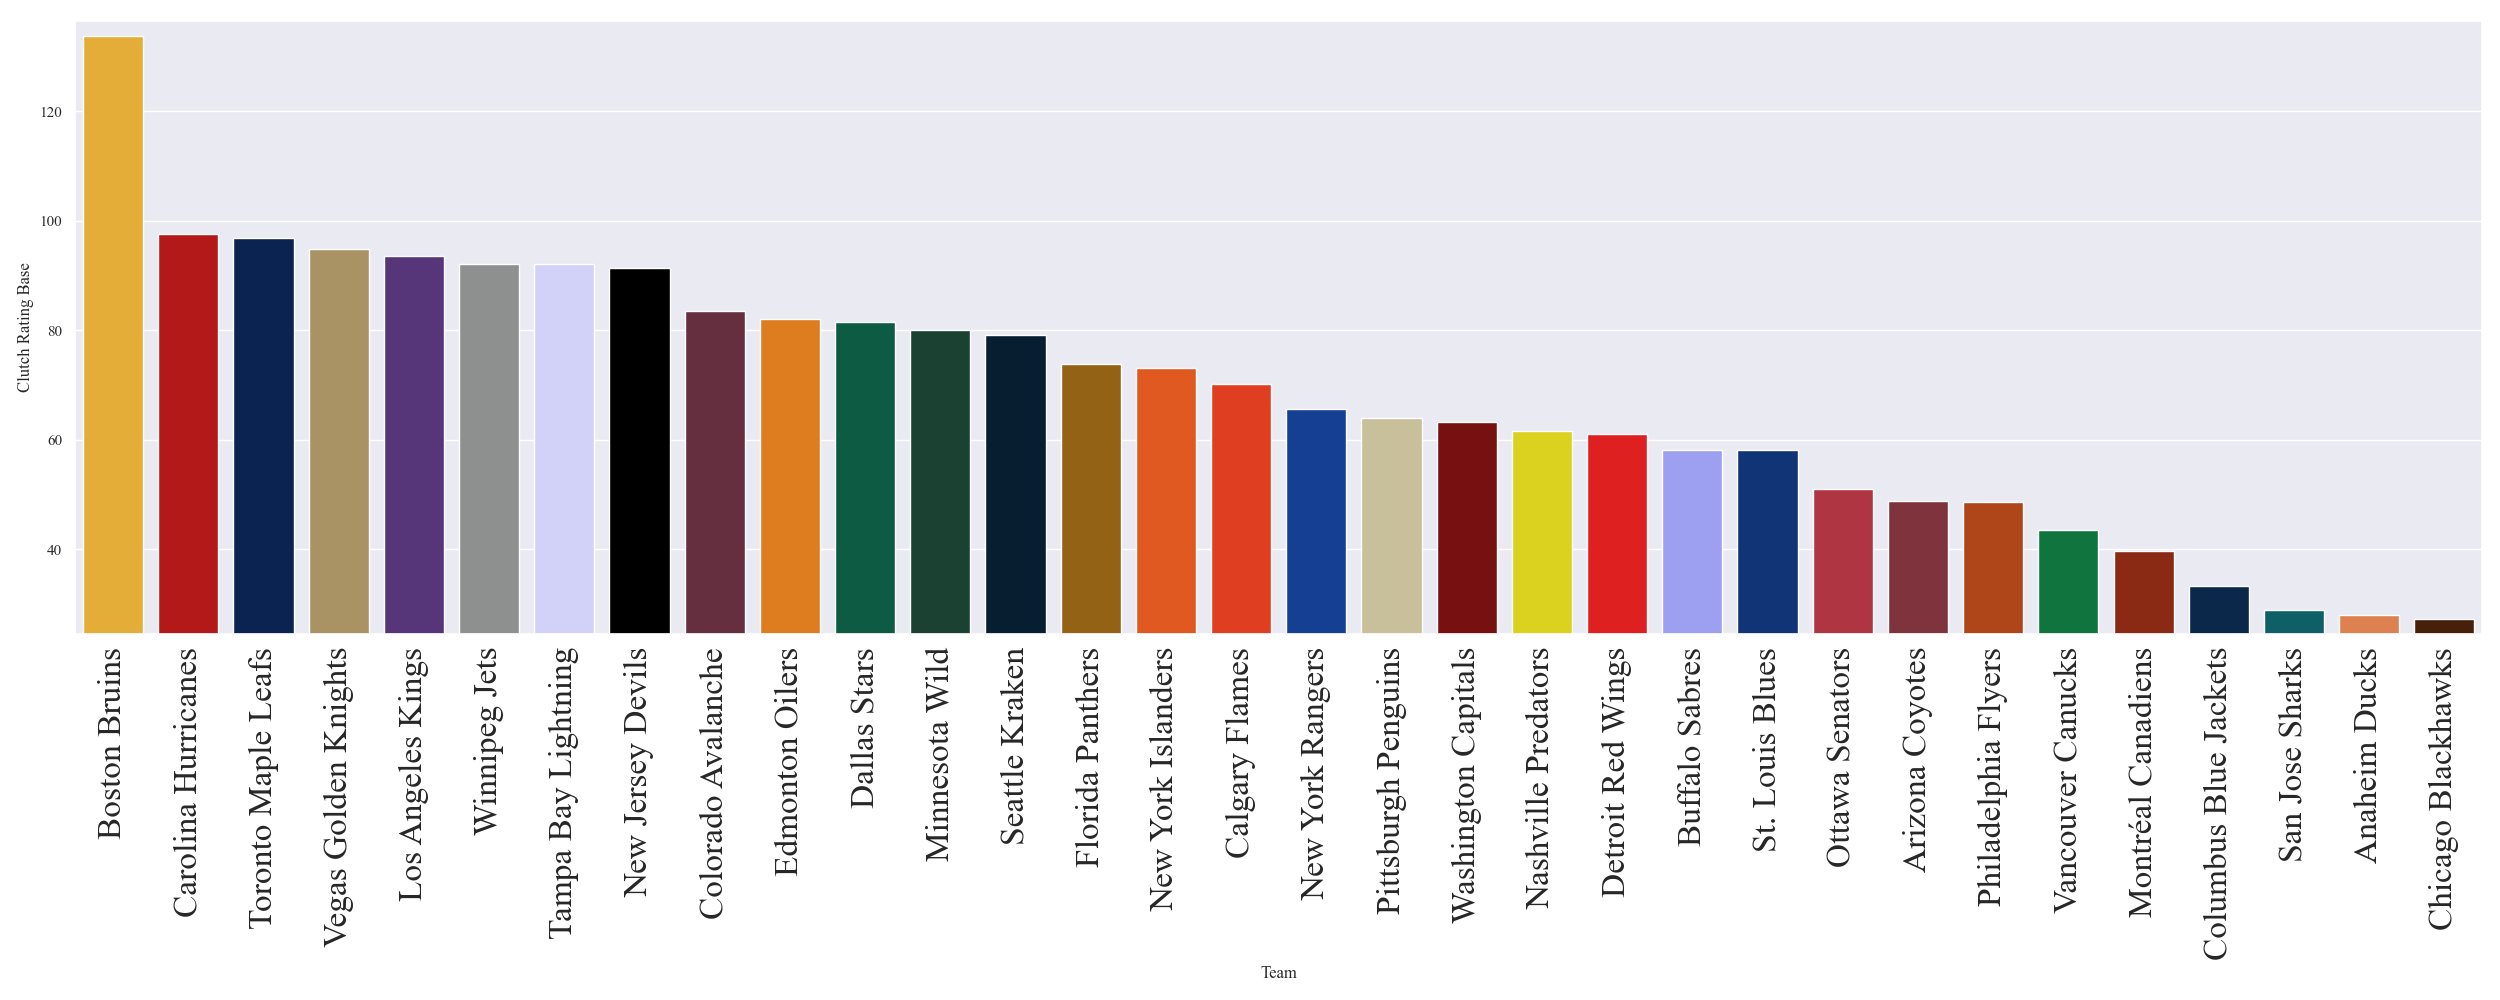 120
100
80
60
40
Clutch Rating Base
Boston Bruins
Carolina Hurricanes
Toronto Maple Leafs
Vegas Golden Knights
Los Angeles Kings
Winnipeg Jets
Tampa Bay Lightning
New Jersey Devils
Colorado Avalanche
Edmonton Oilers
Dallas Stars
Minnesota Wild
Seattle Kraken
Florida Panthers
New York Islanders
Calgary Flames
New York Rangers
Pittsburgh Penguins
Washington Capitals
Nashville Predators
Detroit Red Wings
Buffalo Sabres
St. Louis Blues
Ottawa Senators
Arizona Coyotes
Philadelphia Flyers
Vancouver Canucks
Montréal Canadiens
Columbus Blue Jackets
San Jose Sharks
Anaheim Ducks
Chicago Blackhawks
Team